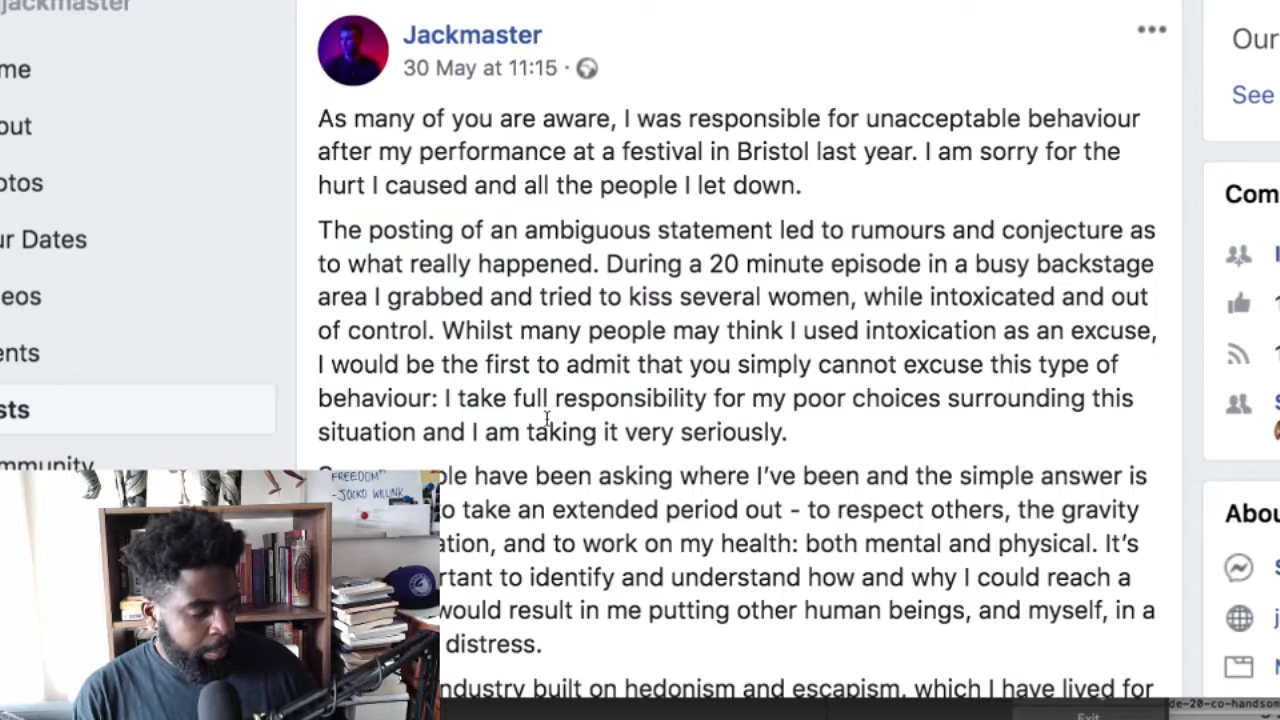 jackmaster
me
out
otos
ur Dates
eos
ents
sts
mmunity
Jackmaster
30 May at 11:15 ·
As many of you are aware, I was responsible for unacceptable behaviour
after my performance at a festival in Bristol last year. I am sorry for the
hurt I caused and all the people I let down.
The posting of an ambiguous statement led to rumours and conjecture as
to what really happened. During a 20 minute episode in a busy backstage
area I grabbed and tried to kiss several women, while intoxicated and out
of control. Whilst many people may think I used intoxication as an excuse,
I would be the first to admit that you simply cannot excuse this type of
behaviour: I take full responsibility for my poor choices surrounding this
situation and I am taking it very seriously.
ple have been asking where I've been and the simple answer is
o take an extended period out - to respect others, the gravity
ation, and to work on my health: both mental and physical. It's
rtant to identify and understand how and why I could reach a
would result in me putting other human beings, and myself, in a
distress.
ndustry built on hedonism and escapism, which I have lived for
Our
See
Com
Abou
FREEDOM"
-JOCKO WILLINK
de-20-co-handsom
Exit